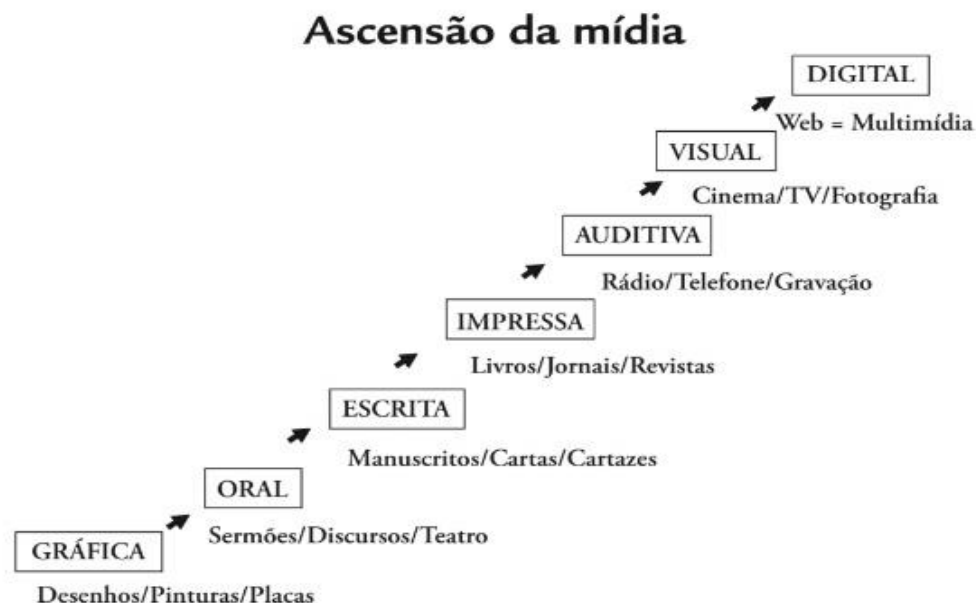 Ascensão da mídia
DIGITAL
Web = Multimídia
VISUAL
Cinema/TV/Fotografia
AUDITIVA
Rádio/Telefone/Gravação
IMPRESSA
Livros/Jornais/Revistas
ESCRITA
Manuscritos/Cartas/Cartazes
ORAL
Sermões/Discursos/Teatro
GRÁFICA
Desenhos/Pinturas/Placas